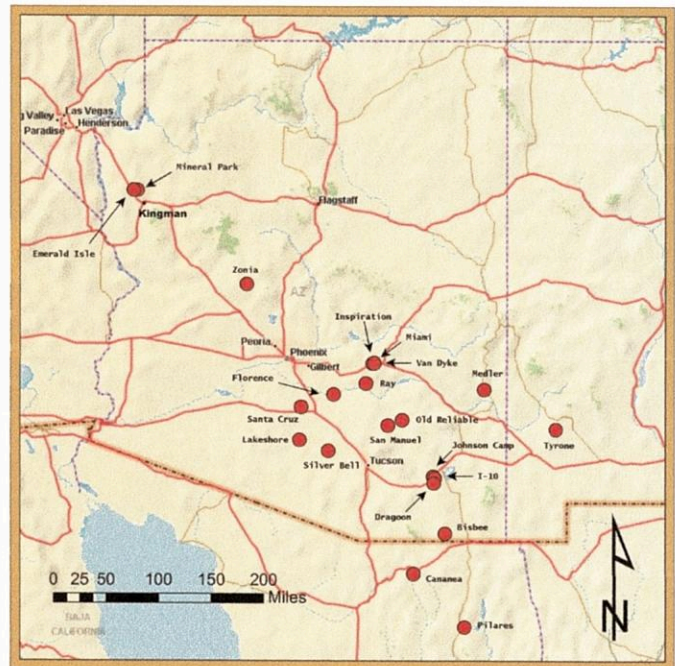 Las Vegas
g Valley
Henderson
Paradise
Mineral Park
Kingman
Flagstaff
Emerald Isle
Zonia
AZ
Inspiration
Miami
Peoria
Phoenix
Van Dyke
Gilbert
Medler
Florence
Ray
Santa Cruz
Old Reliable
San Manuel
Lakeshore
Johnson Camp
Tyrone
Silver Bell
Tucson
I-10
Dragoon
Bisbee
0 25 50 100 150 200
Miles
Cananea
BAJA
CALIFORNIA
Pilares
N